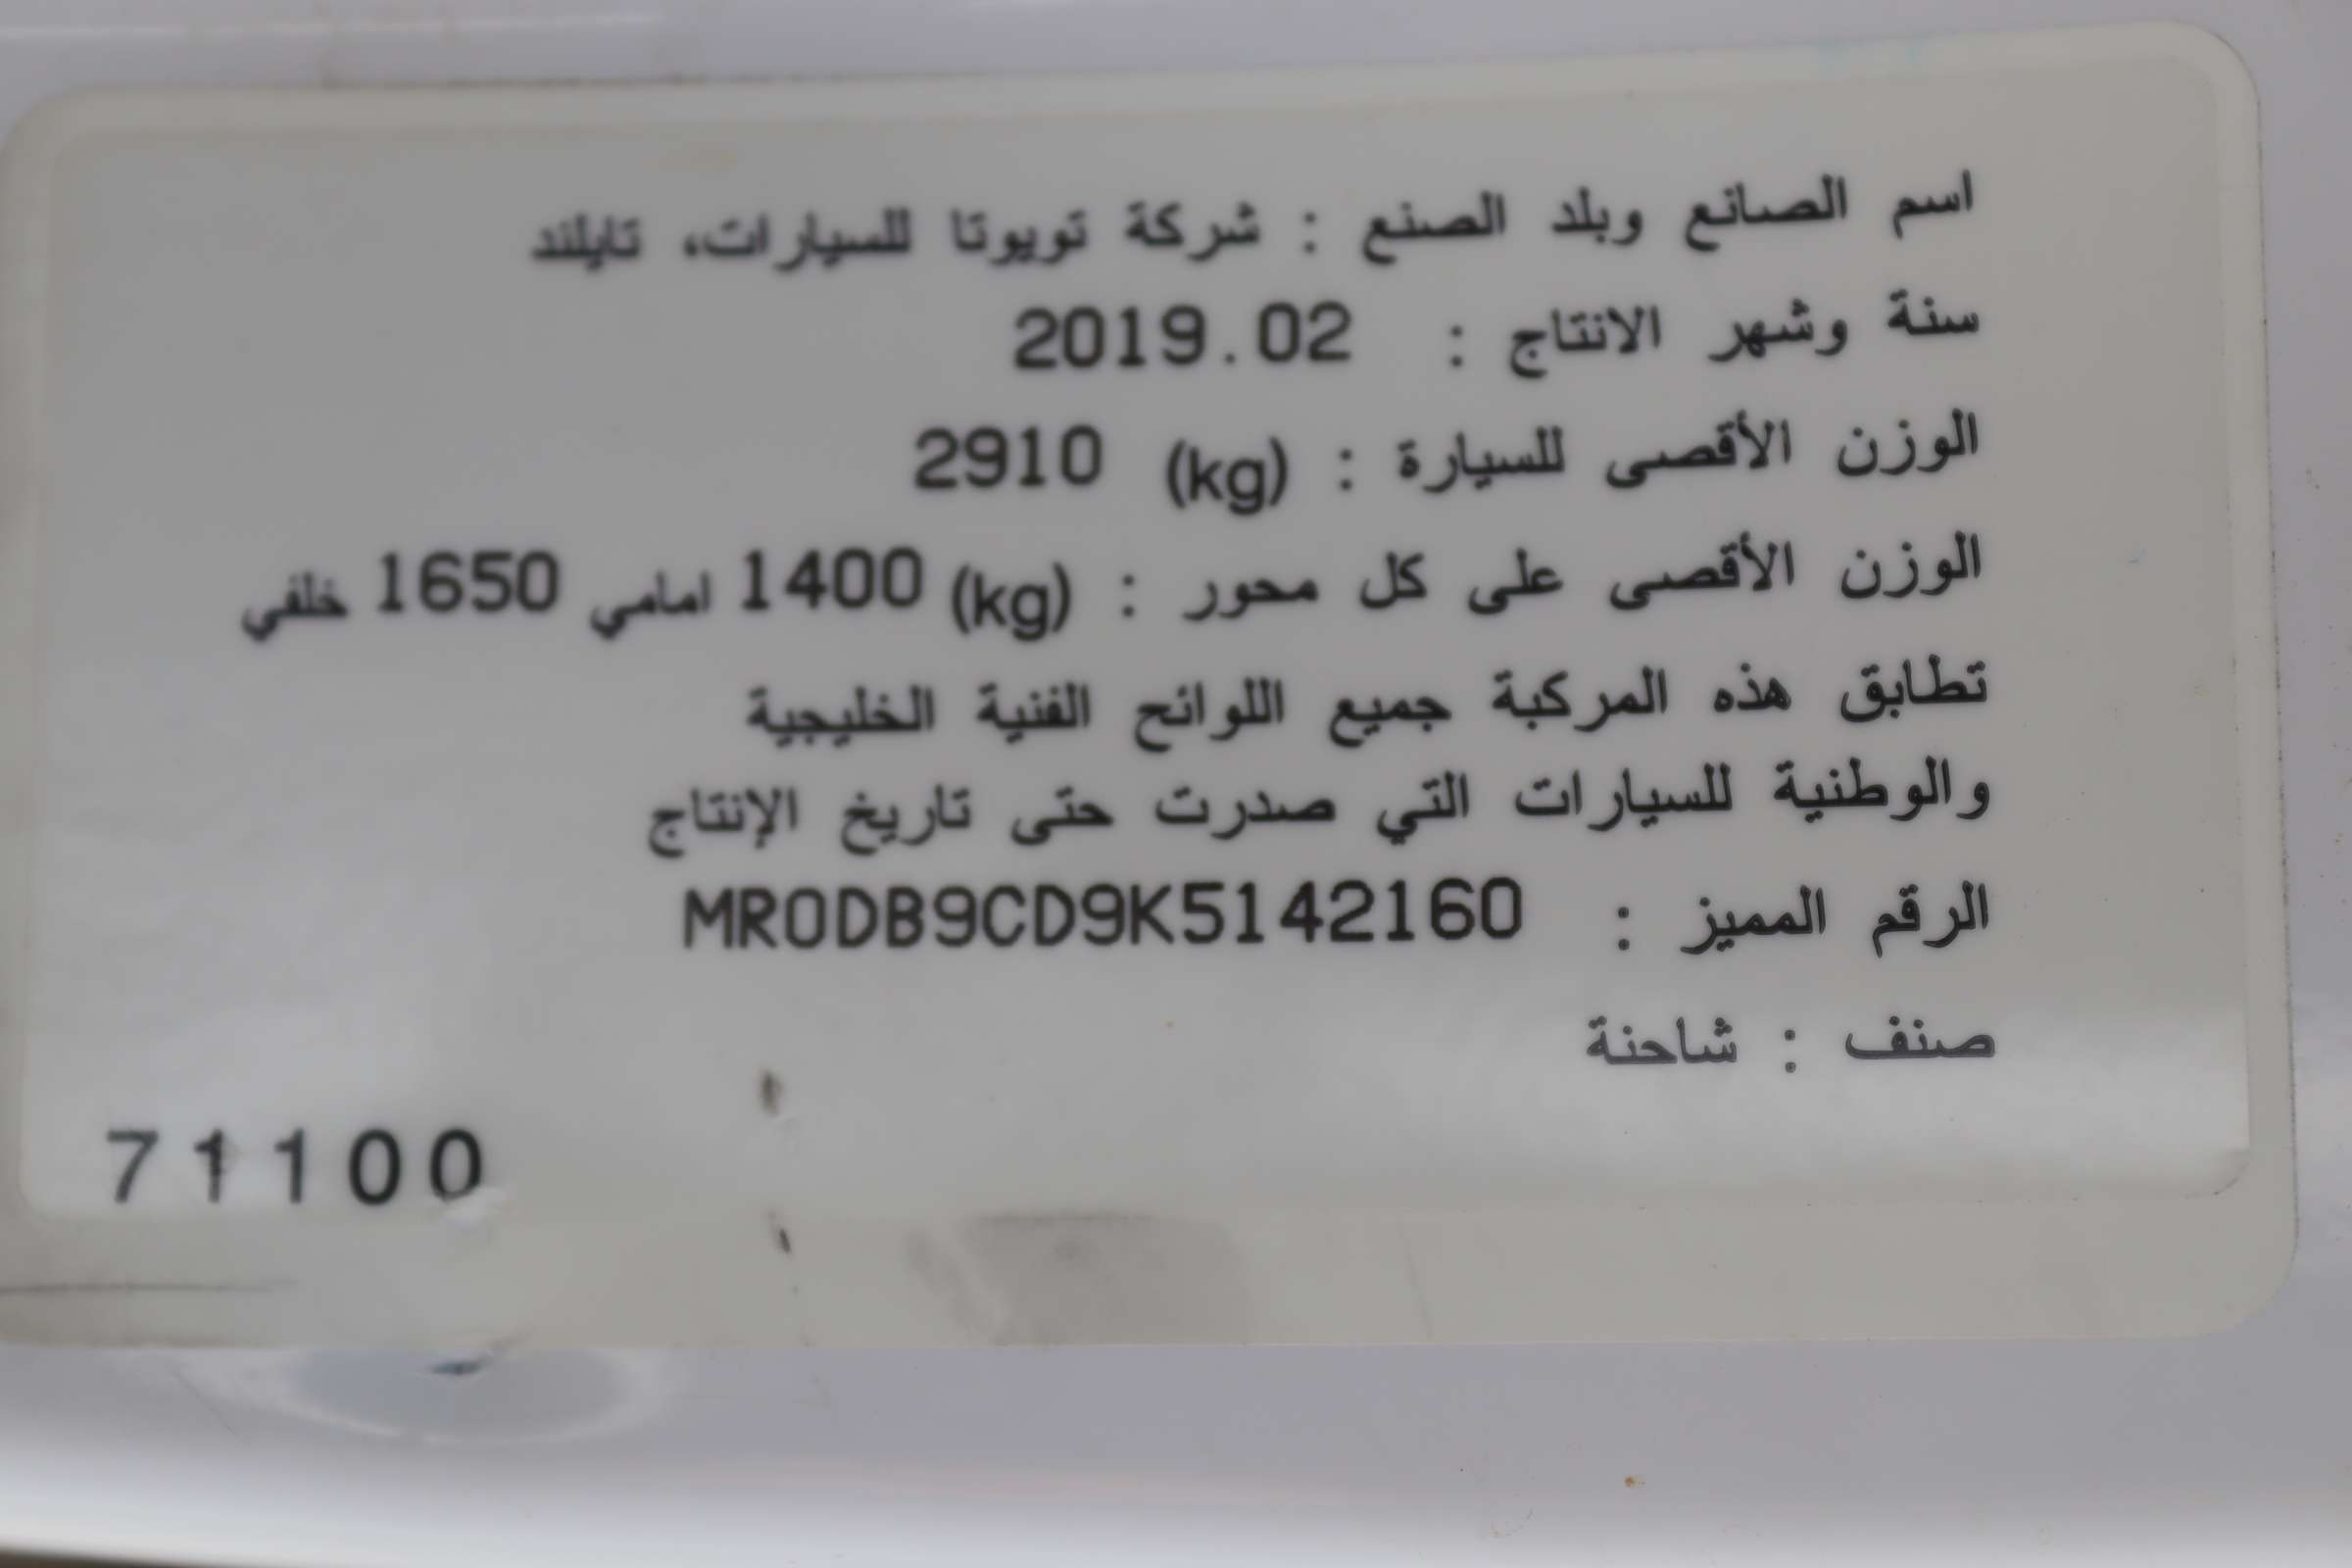 اسم الصانع وبلد الصنع : شركة تويوتا للسيارات، تايلند
سنة وشهر الانتاج : 2019.02
الوزن الأقصى للسيارة : (kg) 2910
الوزن الأقصى على كل محور : (kg) 1400 امامي 1650 خلفي
تطابق هذه المركبة جميع اللوائح الفنية الخليجية
والوطنية للسيارات التي صدرت حتى تاريخ الإنتاج
الرقم المميز : MR0DB9CD9K5142160
صنف : شاحنة
71100